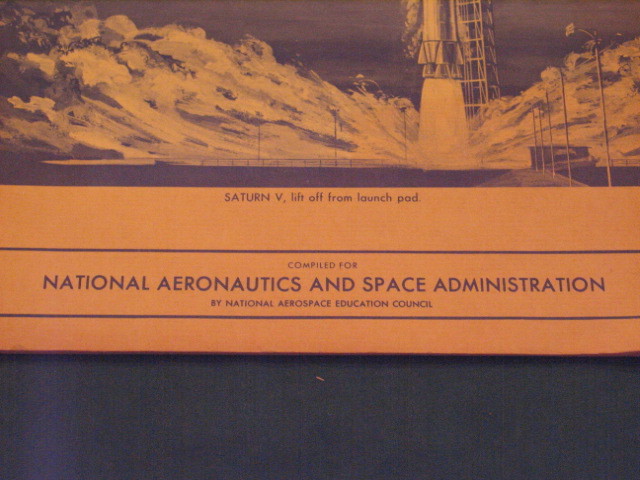 SATURN V, lift off from launch pad.
COMPILED FOR
NATIONAL AERONAUTICS AND SPACE ADMINISTRATION
BY NATIONAL AEROSPACE EDUCATION COUNCIL